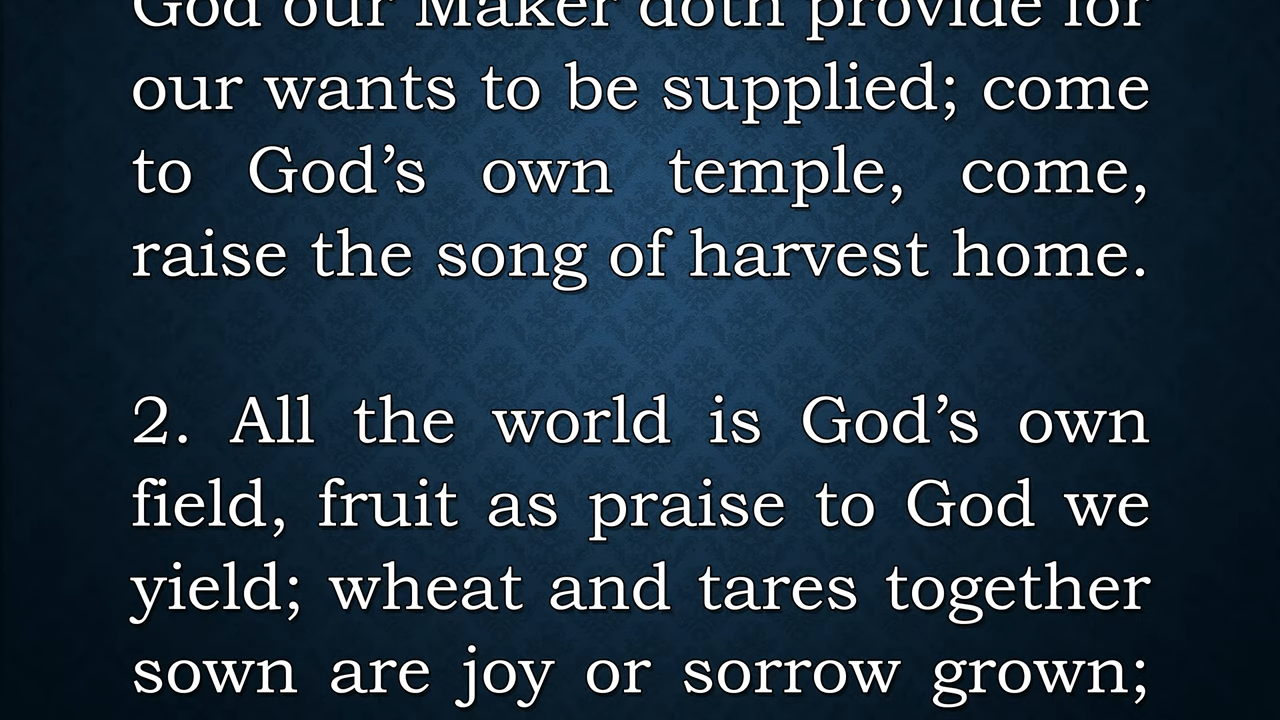 God our Maker doth provide for
our wants to be supplied; come
to God’s own temple, come,
raise the song of harvest home.
2. All the world is God’s own
field, fruit as praise to God we
yield; wheat and tares together
sown are joy or sorrow grown;